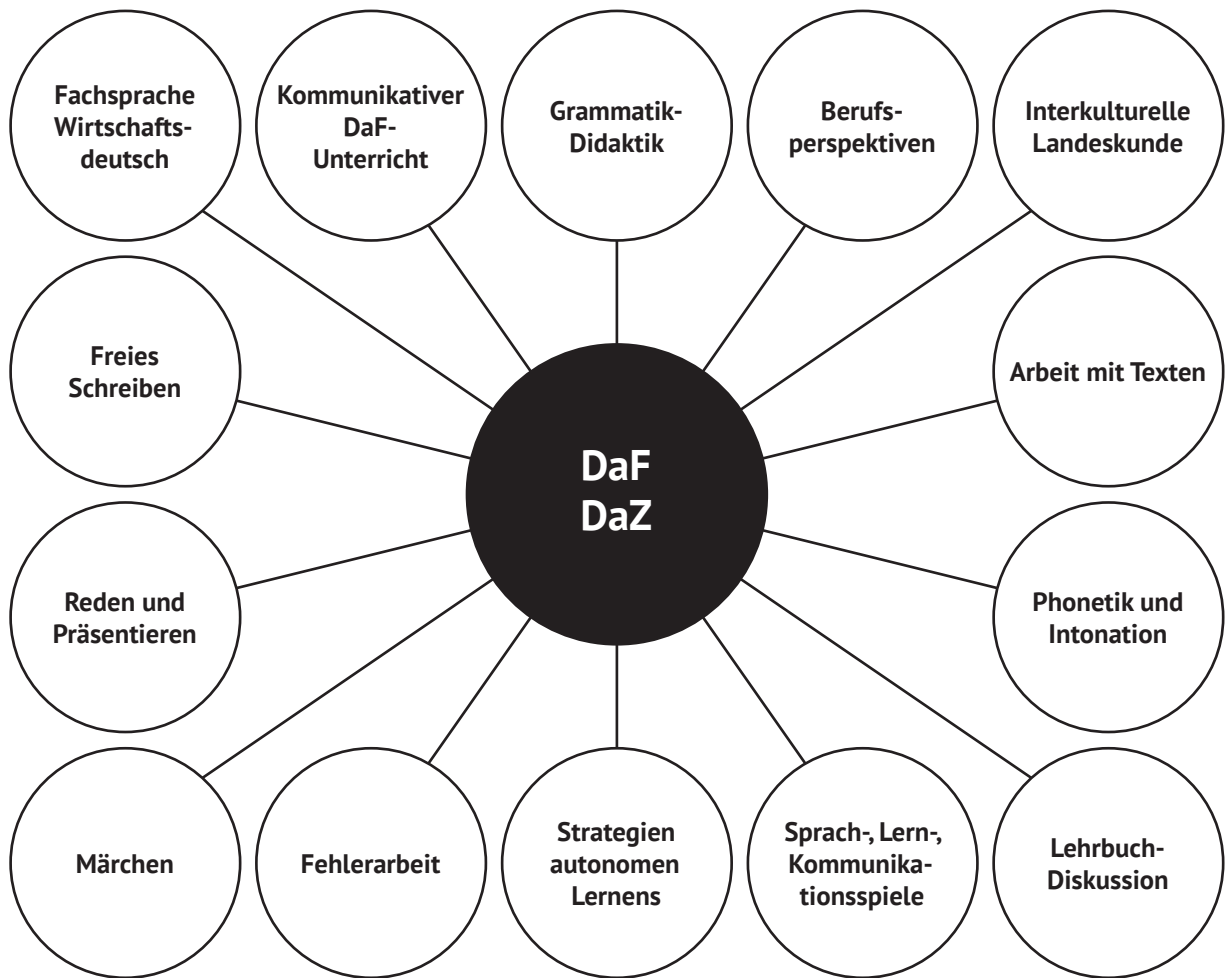 Fachsprache
Wirtschafts-
deutsch
Kommunikativer
DaF-
Unterricht
Grammatik-
Didaktik
Berufs-
perspektiven
Interkulturelle
Landeskunde
Freies
Schreiben
Arbeit mit Texten
DaF
DaZ
Reden und
Präsentieren
Phonetik und
Intonation
Märchen
Fehlerarbeit
Strategien
autonomen
Lernens
Sprach-, Lern-,
Kommunika-
tionsspiele
Lehrbuch-
Diskussion